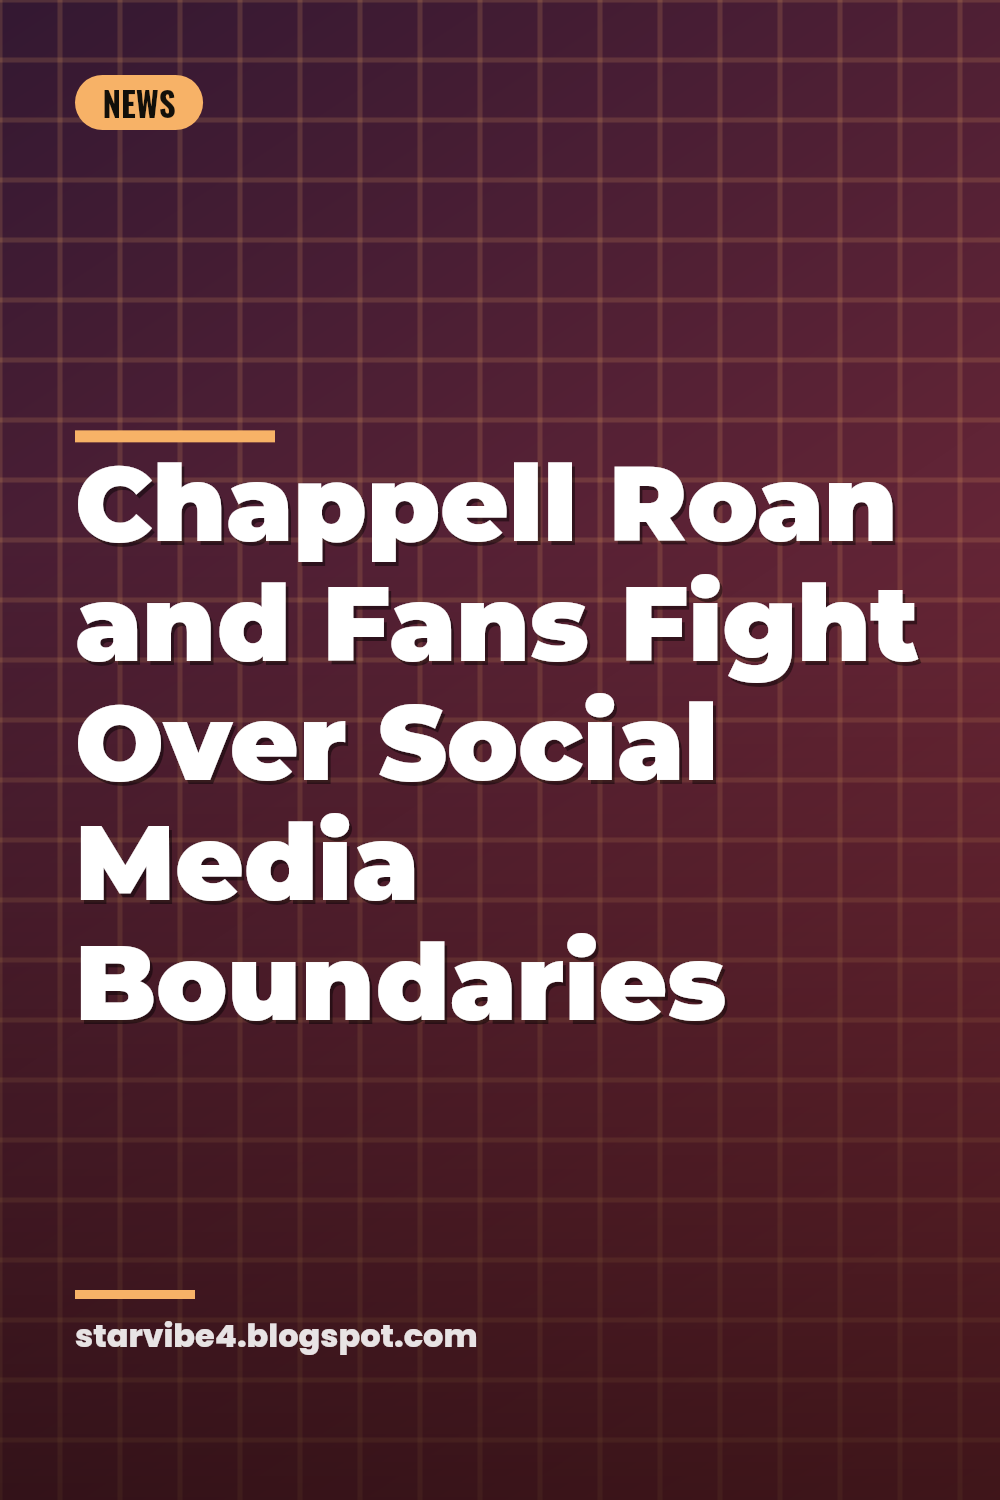 NEWS
Chappell Roan
and Fans Fight
Over Social
Media
Boundaries
starvibe4.blogspot.com